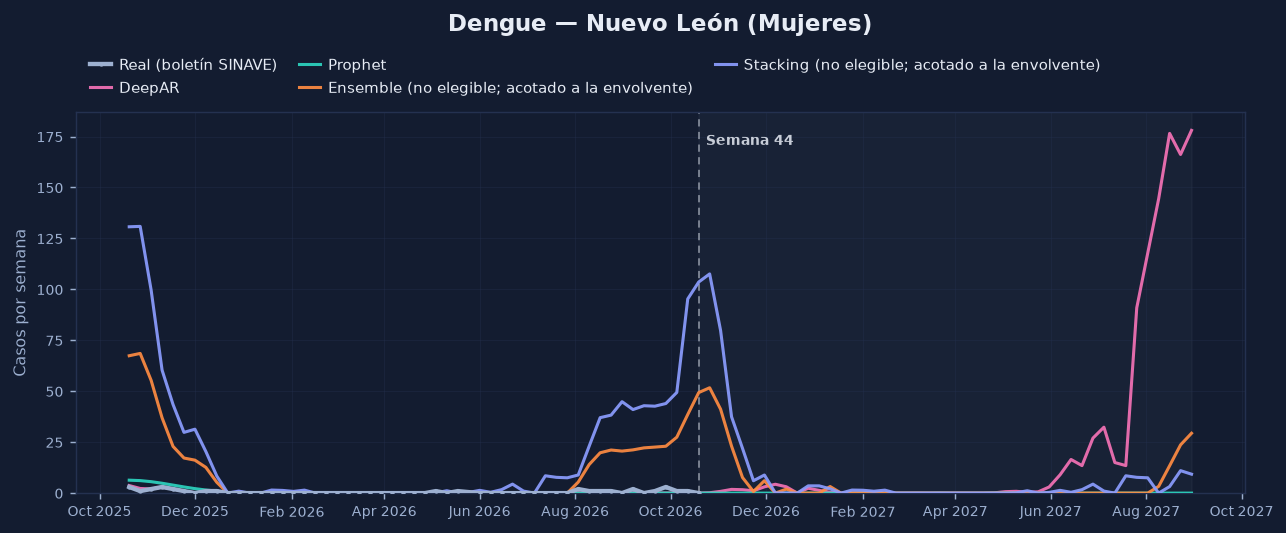 Dengue — Nuevo León (Mujeres)
Real (boletín SINAVE)
Prophet
Stacking (no elegible; acotado a la envolvente)
DeepAR
Ensemble (no elegible; acotado a la envolvente)
Semana 44
Casos por semana
175
150
125
100
75
50
25
0
Oct 2025
Dec 2025
Feb 2026
Apr 2026
Jun 2026
Aug 2026
Oct 2026
Dec 2026
Feb 2027
Apr 2027
Jun 2027
Aug 2027
Oct 2027